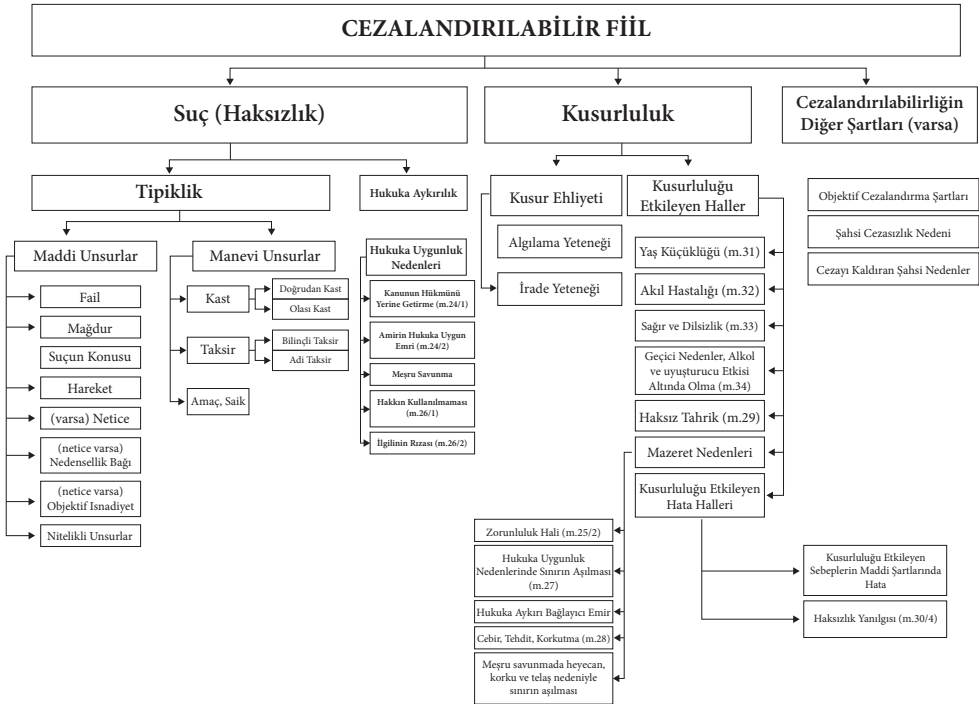 CEZALANDIRILABİLİR FİİL
Suç (Haksızlık)
Kusurluluk
Cezalandırılabilirliğin
Diğer Şartları (varsa)
Tipiklik
Hukuka Aykırılık
Kusur Ehliyeti
Kusurluluğu
Etkileyen Haller
Objektif Cezalandırma Şartları
Şahsi Cezasızlık Nedeni
Cezayı Kaldıran Şahsi Nedenler
Maddi Unsurlar
Manevi Unsurlar
Hukuka Uygunluk
Nedenleri
Algılama Yeteneği
İrade Yeteneği
Fail
Mağdur
Suçun Konusu
Hareket
(varsa) Netice
(netice varsa)
Nedensellik Bağı
(netice varsa)
Objektif Isnadiyet
Nitelikli Unsurlar
Kast
Doğrudan Kast
Olası Kast
Taksir
Bilinçli Taksir
Adi Taksir
Amaç, Saik
Kanunun Hükmünü
Yerine Getirme (m.24/1)
Amirin Hukuka Uygun
Emri (m.24/2)
Meşru Savunma
Hakkın Kullanılmaması
(m.26/1)
İlgilinin Rızası (m.26/2)
Yaş Küçüklüğü (m.31)
Akıl Hastalığı (m.32)
Sağır ve Dilsizlik (m.33)
Geçici Nedenler, Alkol
ve uyuşturucu Etkisi
Altında Olma (m.34)
Haksız Tahrik (m.29)
Mazeret Nedenleri
Kusurluluğu Etkileyen
Hata Halleri
Zorunluluk Hali (m.25/2)
Hukuka Uygunluk
Nedenlerinde Sınırın Aşılması
(m.27)
Hukuka Aykırı Bağlayıcı Emir
Cebir, Tehdit, Korkutma (m.28)
Meşru savunmada heyecan,
korku ve telaş nedeniyle
sınırın aşılması
Kusurluluğu Etkileyen
Sebeplerin Maddi Şartlarında
Hata
Haksızlık Yanılgısı (m.30/4)